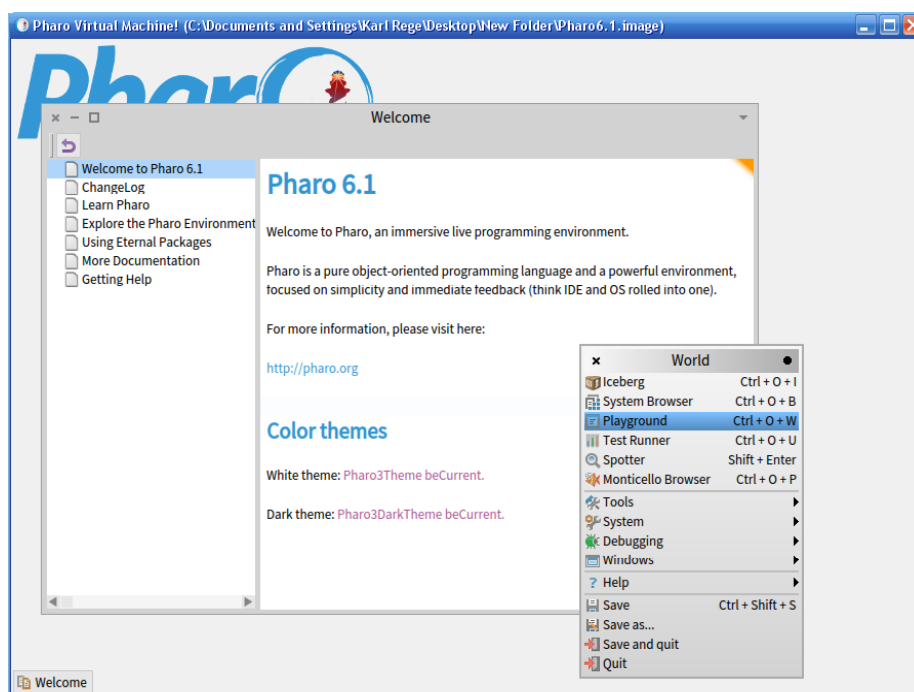 Pharo Virtual Machine! (C:\Documents and Settings\Karl Rege\Desktop\New Folder\Pharo6.1.image)
Phar
Welcome
Welcome to Pharo 6.1
ChangeLog
Learn Pharo
Explore the Pharo Environment
Using Eternal Packages
More Documentation
Getting Help
Pharo 6.1
Welcome to Pharo, an immersive live programming environment.
Pharo is a pure object-oriented programming language and a powerful environment,
focused on simplicity and immediate feedback (think IDE and OS rolled into one).
For more information, please visit here:
http://pharo.org
Color themes
White theme: Pharo3Theme beCurrent.
Dark theme: Pharo3DarkTheme beCurrent.
World
Iceberg Ctrl + O + I
System Browser Ctrl + O + B
Playground Ctrl + O + W
Test Runner Ctrl + O + U
Spotter Shift + Enter
Monticello Browser Ctrl + O + P
Tools
System
Debugging
Windows
? Help
Save Ctrl + Shift + S
Save as...
Save and quit
Quit
Welcome